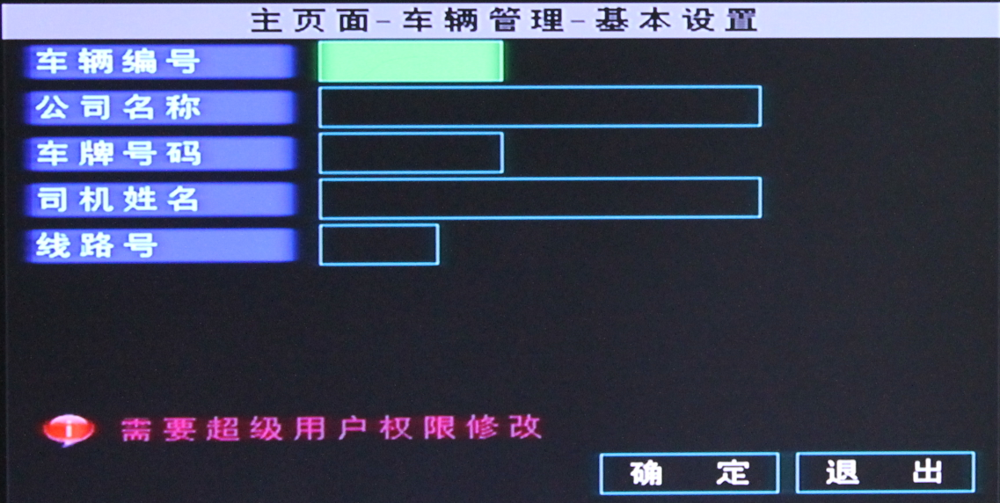 主页面-车辆管理-基本设置
车辆编号
公司名称
车牌号码
司机姓名
线路号
需要超级用户权限修改
确 定 退 出